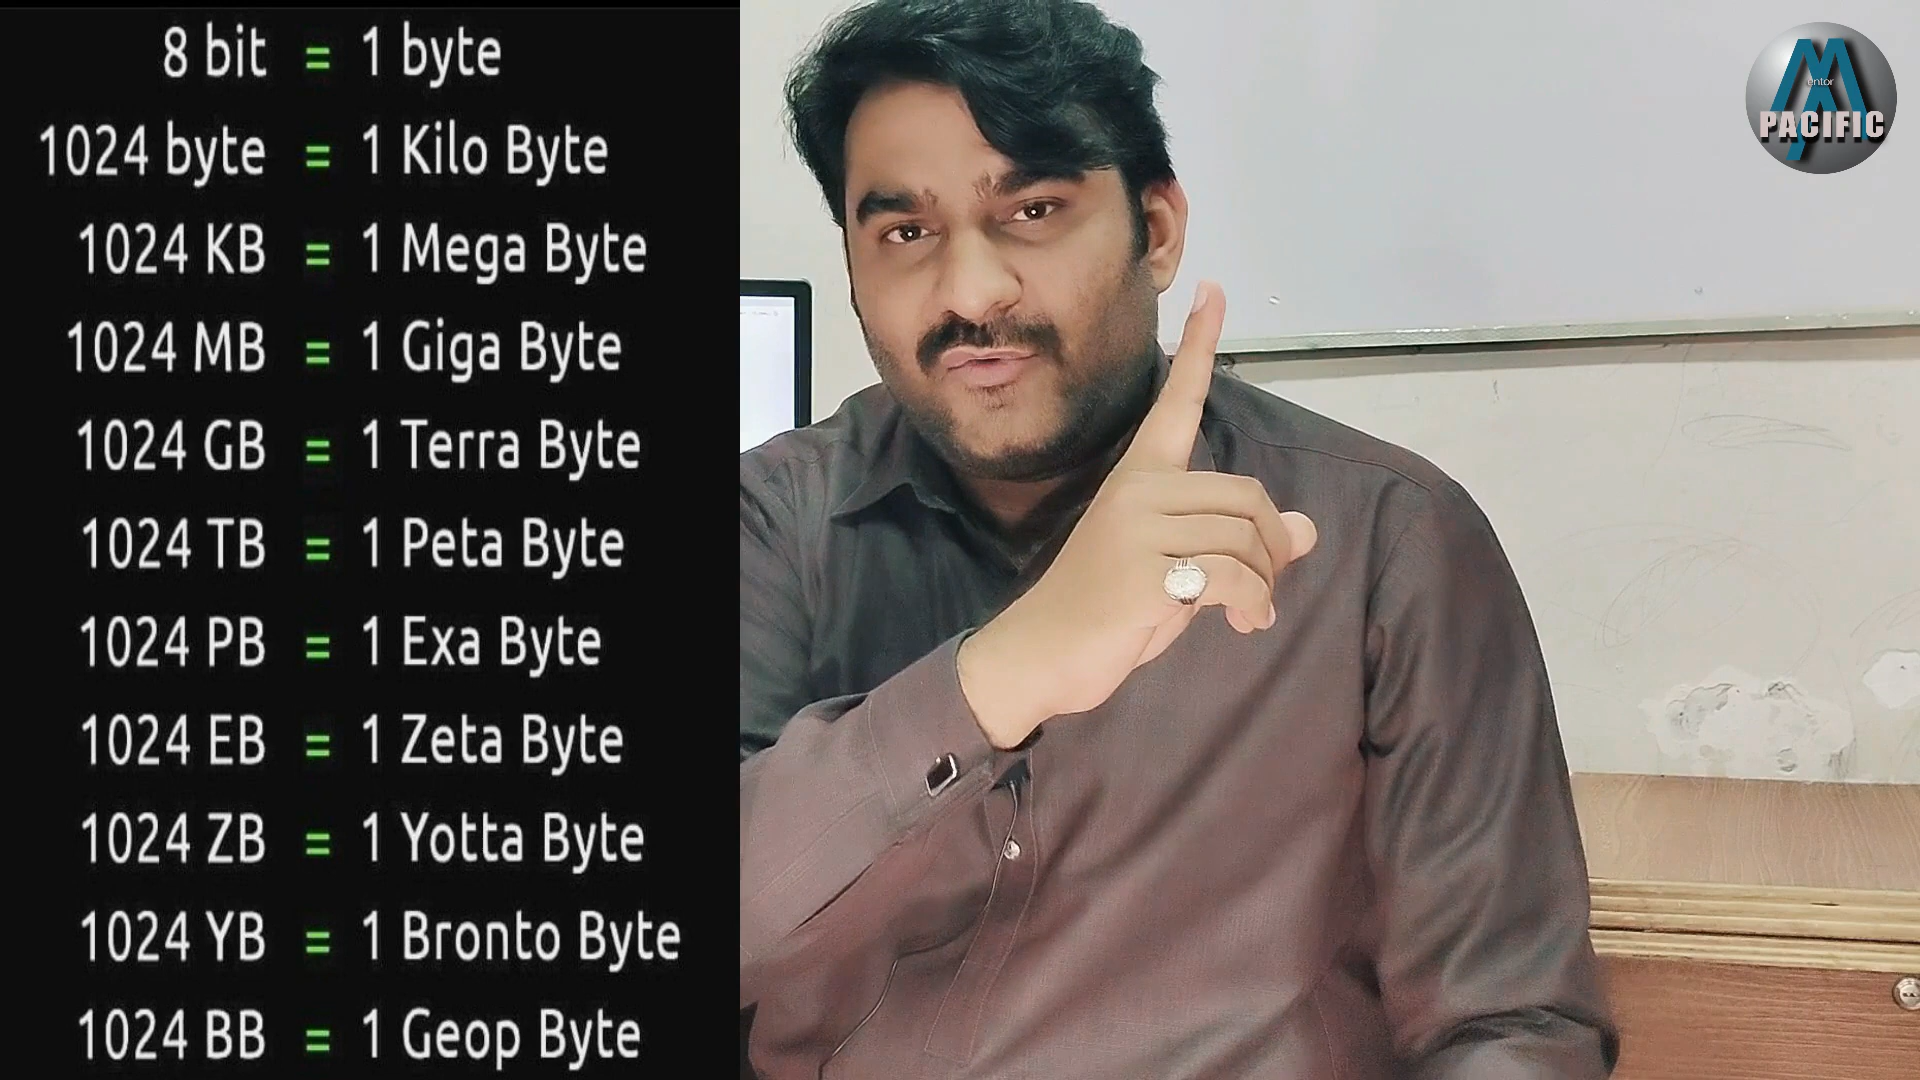 8 bit = 1 byte
1024 byte = 1 Kilo Byte
1024 KB = 1 Mega Byte
1024 MB = 1 Giga Byte
1024 GB = 1 Terra Byte
1024 TB = 1 Peta Byte
1024 PB = 1 Exa Byte
1024 EB = 1 Zeta Byte
1024 ZB = 1 Yotta Byte
1024 YB = 1 Bronto Byte
1024 BB = 1 Geop Byte
M
entor
PACIFIC